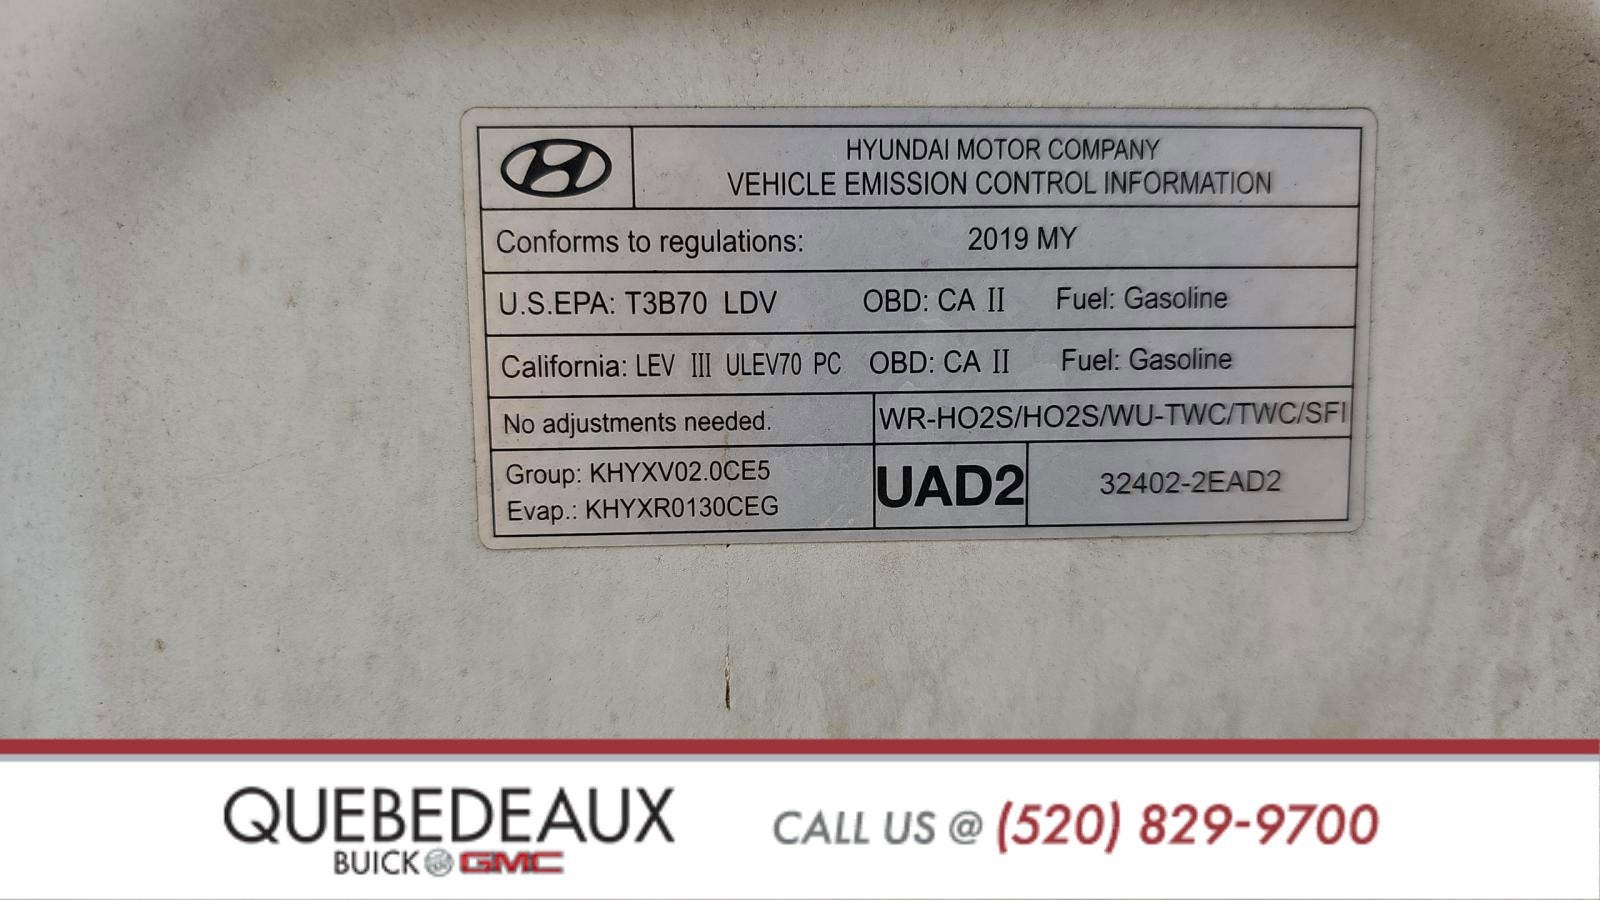 HYUNDAI MOTOR COMPANY
VEHICLE EMISSION CONTROL INFORMATION
Conforms to regulations: 2019 MY
U.S.EPA: T3B70 LDV OBD: CA II Fuel: Gasoline
California: LEV III ULEV70 PC OBD: CA II Fuel: Gasoline
No adjustments needed. WR-HO2S/HO2S/WU-TWC/TWC/SFI
Group: KHYXV02.0CE5
Evap.: KHYXR0130CEG
UAD2 32402-2EAD2
QUEBEDEAUX
BUICK GMC
CALL US @ (520) 829-9700